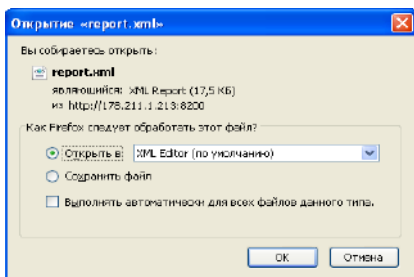 Открытие «report.xml»
Вы собираетесь открыть:
report.xml
являющийся: XML Report (17,5 КБ)
из http://178.211.1.213:8200
Как Firefox следует обработать этот файл?
Открыть в: XML Editor (по умолчанию)
Сохранить файл
Выполнять автоматически для всех файлов данного типа.
ОК Отмена